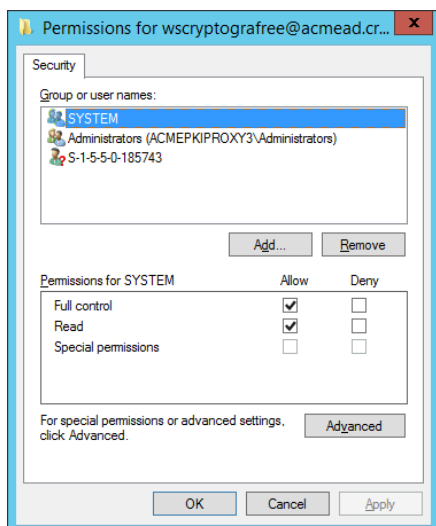 Permissions for wscryptografree@acmead.cr...
x
Security
Group or user names:
SYSTEM
Administrators (ACMEPKIPROXY3\Administrators)
S-1-5-5-0-185743
Add...
Remove
Permissions for SYSTEM
Allow
Deny
Full control
Read
Special permissions
For special permissions or advanced settings,
click Advanced.
Advanced
OK
Cancel
Apply